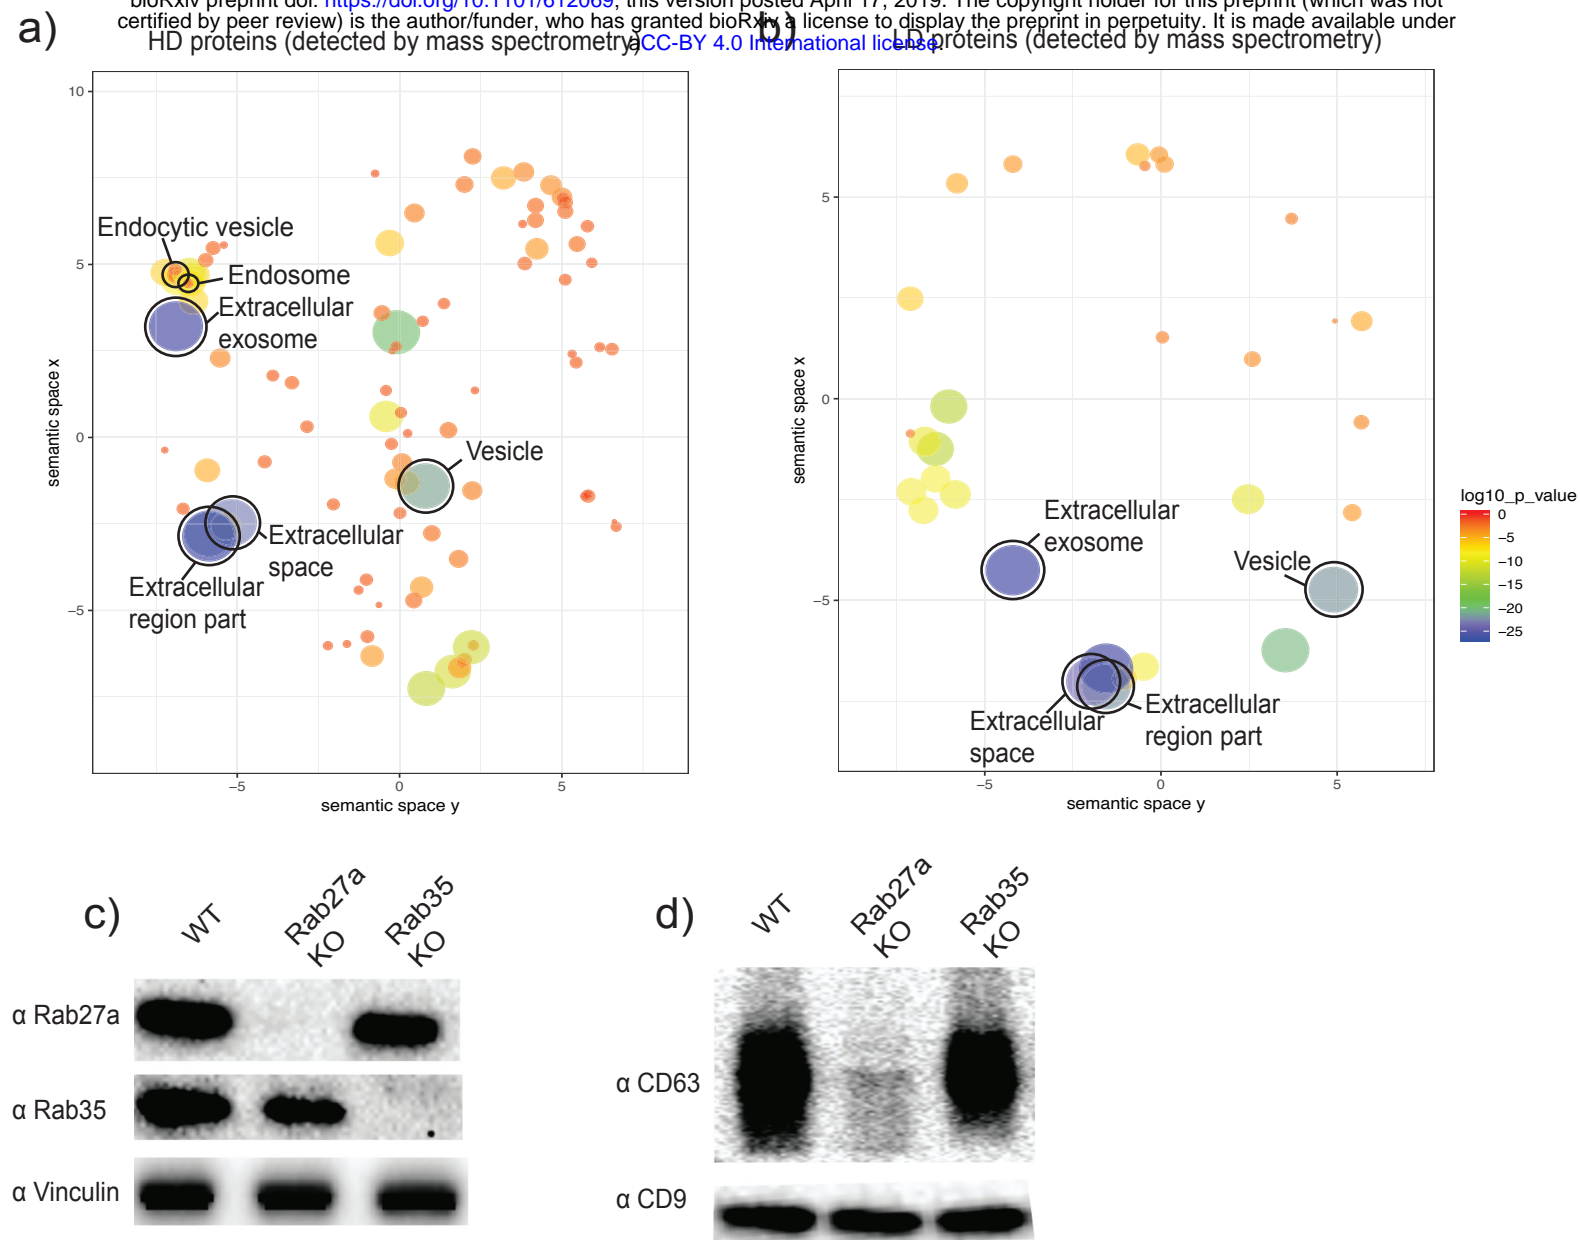 bioRxiv preprint doi: https://doi.org/10.1101/612069; this version posted April 17, 2019. The copyright holder for this preprint (which was not
certified by peer review) is the author/funder, who has granted bioRxiv a license to display the preprint in perpetuity. It is made available under
aCC-BY 4.0 International license.
a)
HD proteins (detected by mass spectrometry)
10
5
0
−5
−5
0
5
semantic space x
semantic space y
Endocytic vesicle
Endosome
Extracellular
exosome
Vesicle
Extracellular
space
Extracellular
region part
b)
LD proteins (detected by mass spectrometry)
5
0
−5
−5
0
5
semantic space x
semantic space y
Extracellular
exosome
Vesicle
Extracellular
space
Extracellular
region part
log10_p_value
0
−5
−10
−15
−20
−25
c)
WT
Rab27a
KO
Rab35
KO
α Rab27a
α Rab35
α Vinculin
d)
WT
Rab27a
KO
Rab35
KO
α CD63
α CD9